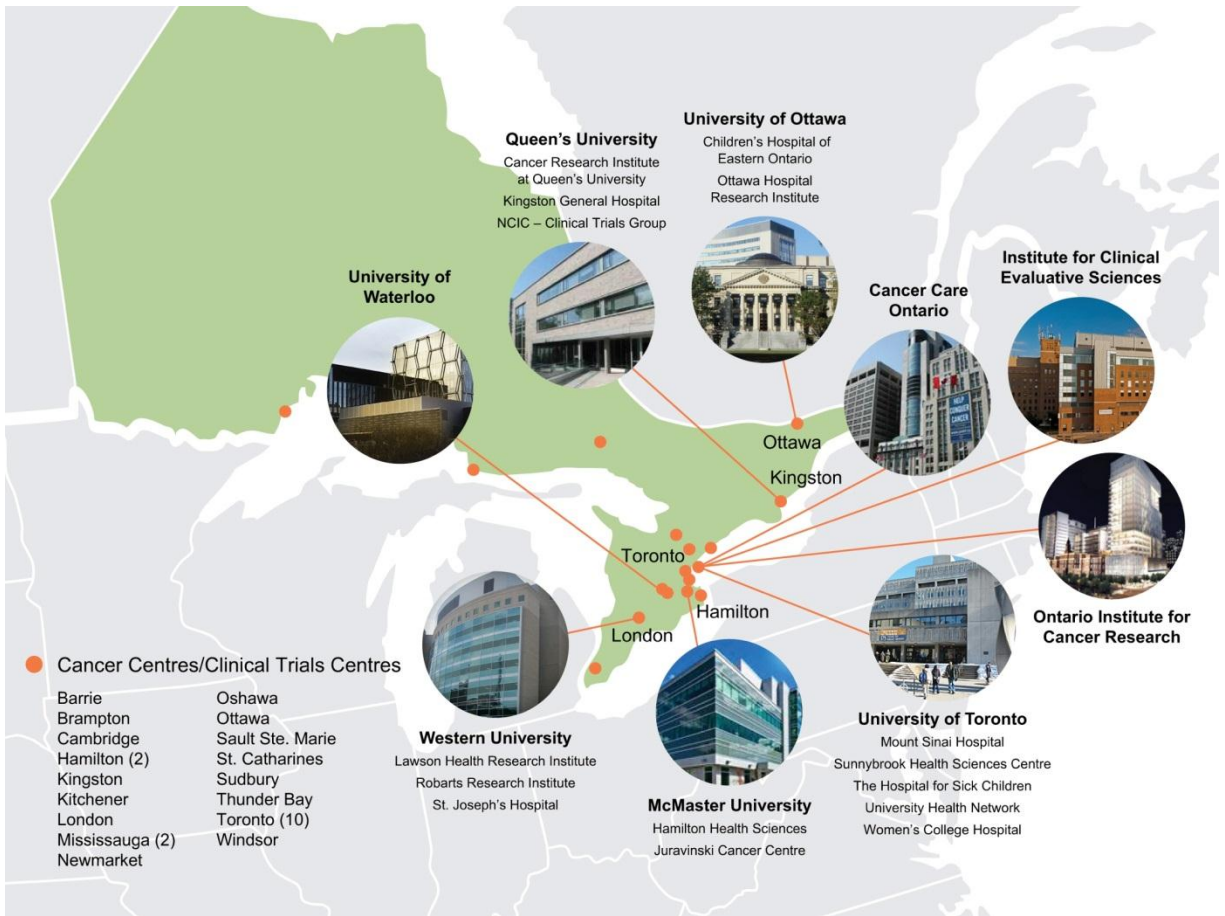 University of Ottawa
Children's Hospital of
Eastern Ontario
Ottawa Hospital
Research Institute
Queen's University
Cancer Research Institute
at Queen's University
Kingston General Hospital
NCIC – Clinical Trials Group
University of
Waterloo
Cancer Care
Ontario
Institute for Clinical
Evaluative Sciences
HELP
CONQUER
CANCER
Ottawa
Kingston
Toronto
Hamilton
London
Ontario Institute for
Cancer Research
Cancer Centres/Clinical Trials Centres
Barrie
Brampton
Cambridge
Hamilton (2)
Kingston
Kitchener
London
Mississauga (2)
Newmarket
Oshawa
Ottawa
Sault Ste. Marie
St. Catharines
Sudbury
Thunder Bay
Toronto (10)
Windsor
Western University
Lawson Health Research Institute
Robarts Research Institute
St. Joseph's Hospital
McMaster University
Hamilton Health Sciences
Juravinski Cancer Centre
University of Toronto
Mount Sinai Hospital
Sunnybrook Health Sciences Centre
The Hospital for Sick Children
University Health Network
Women's College Hospital